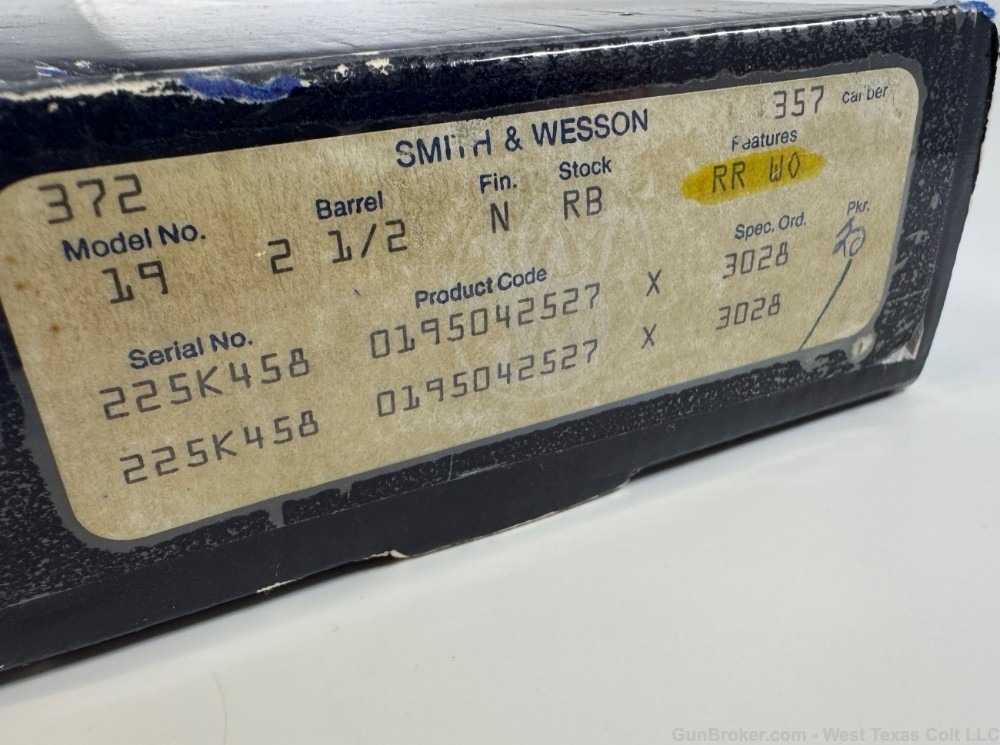 SMITH & WESSON 357 caliber
372 Barrel Fin. Stock Features
Model No. 19 2 1/2 N RB RR WO
Serial No. Product Code Spec. Ord. Pkr.
225K458 0195042527 X 3028
225K458 0195042527 X 3028
GunBroker.com - West Texas Colt LLC